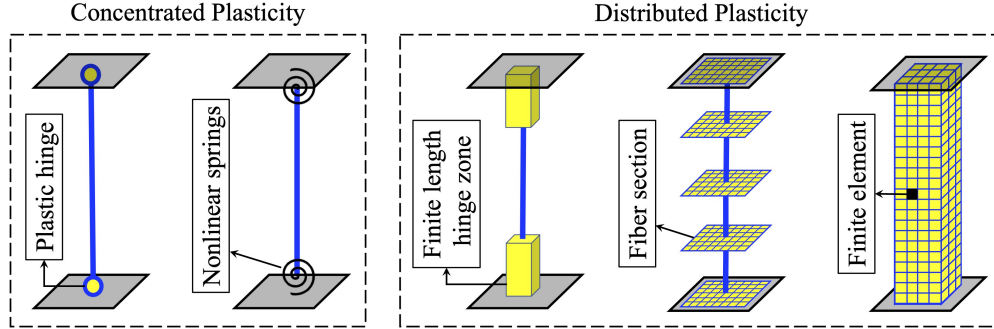 Concentrated Plasticity
Distributed Plasticity
Plastic hinge
Nonlinear springs
Finite length
hinge zone
Fiber section
Finite element